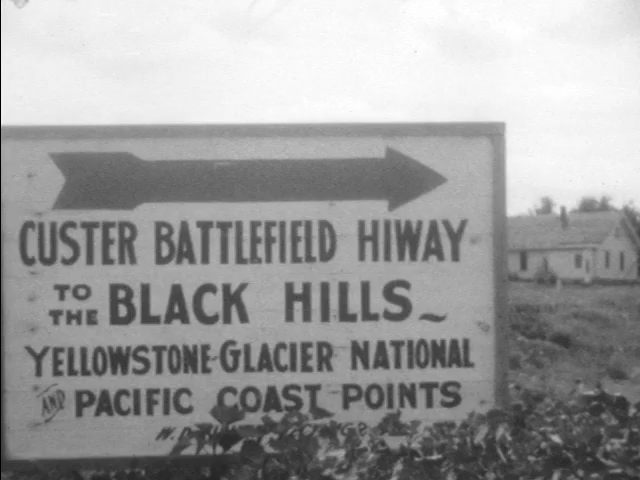 CUSTER BATTLEFIELD HIWAY
TO THE BLACK HILLS~
YELLOWSTONE-GLACIER NATIONAL
AND PACIFIC COAST POINTS